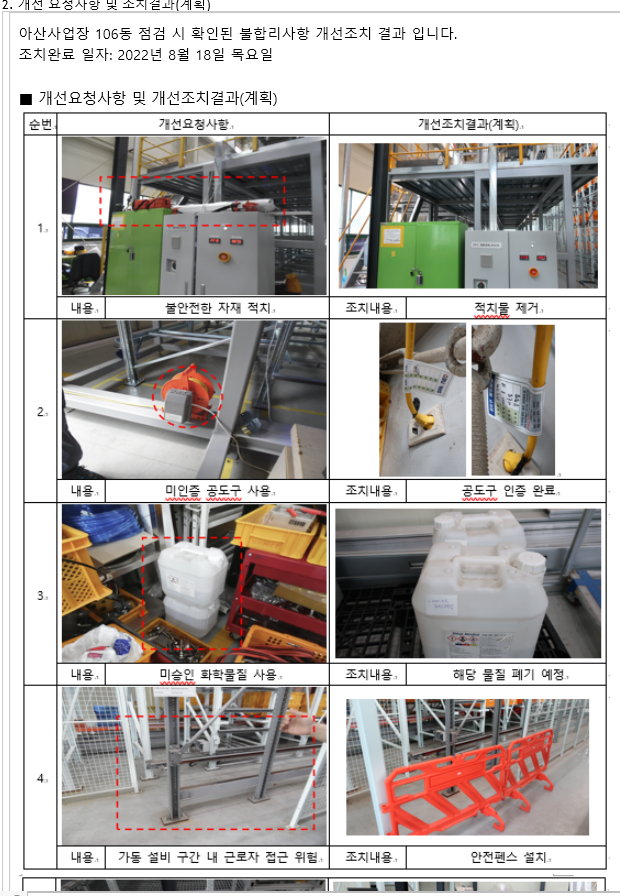 2. 개선 요청사항 및 조치결과(계획)
아산사업장 106동 점검 시 확인된 불합리사항 개선조치 결과 입니다.
조치완료 일자: 2022년 8월 18일 목요일
■ 개선요청사항 및 개선조치결과(계획)
순번 개선요청사항 개선조치결과(계획)
1.
내용 불안전한 자재 적치 조치내용 적치물 제거
2.
내용 미인증 공도구 사용 조치내용 공도구 인증 완료
3.
내용 미승인 화학물질 사용 조치내용 해당 물질 폐기 예정
4.
내용 가동 설비 구간 내 근로자 접근 위험 조치내용 안전펜스 설치